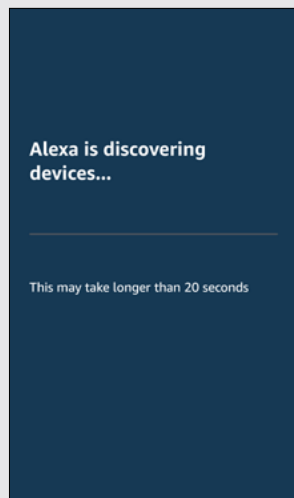 Alexa is discovering
devices...
This may take longer than 20 seconds